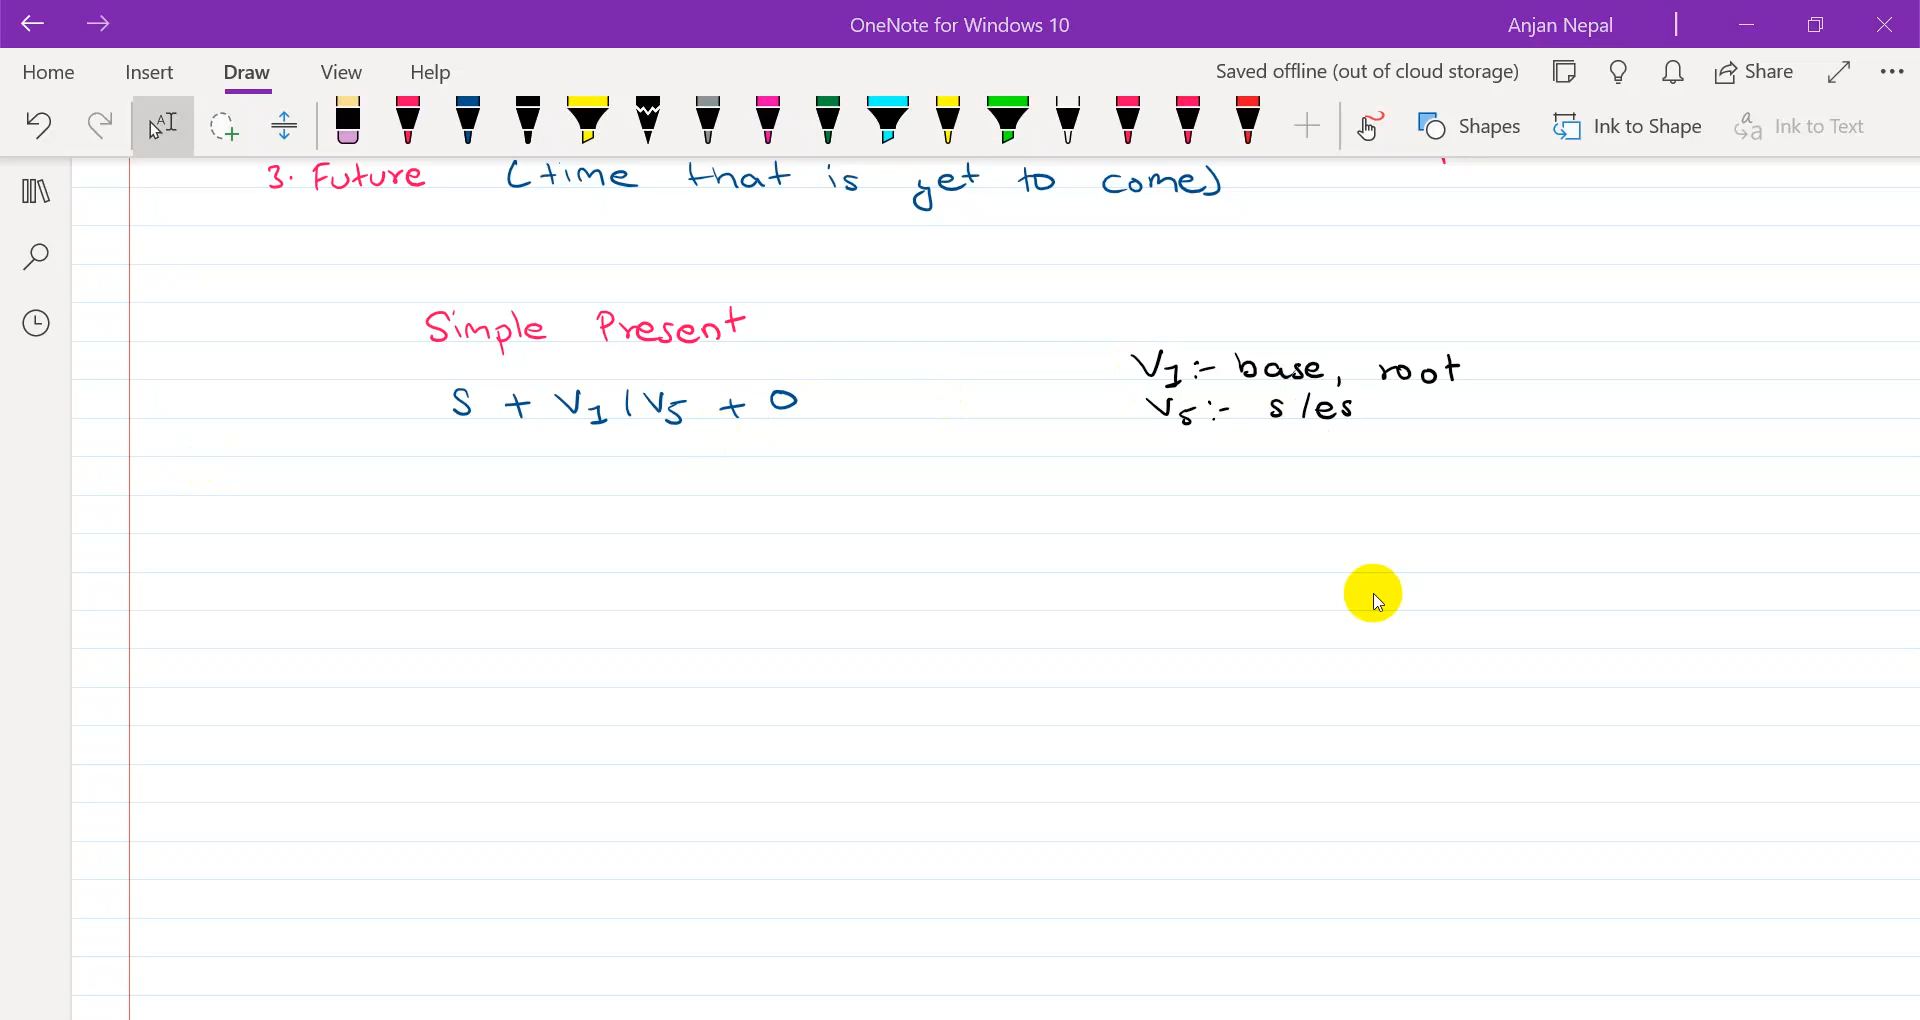 OneNote for Windows 10
Anjan Nepal
Home Insert Draw View Help
Saved offline (out of cloud storage)
Share
Shapes
Ink to Shape
Ink to Text
3. Future (time that is yet to come)
Simple Present
S + V1 / V5 + O
V1 :- base, root
V5 :- s/es